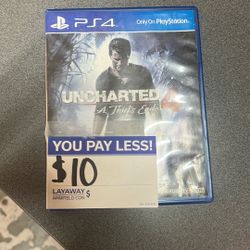 PS4
Only On PlayStation.
UNCHARTED
A Thief's End
YOU PAY LESS!
$10
LAYAWAY
APARTELO CON
$